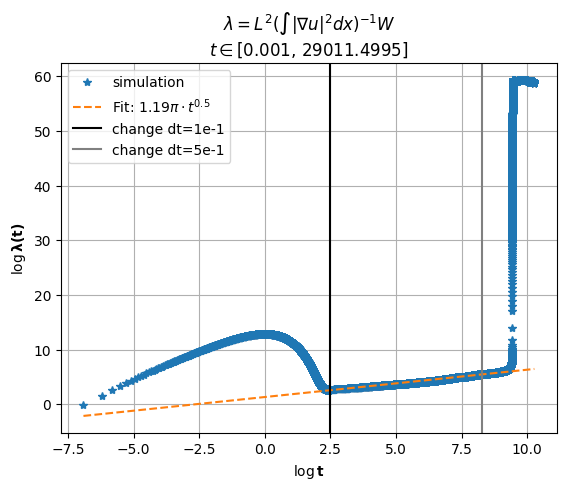 λ = L²(∫|∇u|²dx)⁻¹W
t ∈ [0.001, 29011.4995]
simulation
Fit: 1.19π · t^0.5
change dt=1e-1
change dt=5e-1
log λ(t)
60
50
40
30
20
10
0
−7.5 −5.0 −2.5 0.0 2.5 5.0 7.5 10.0
log t